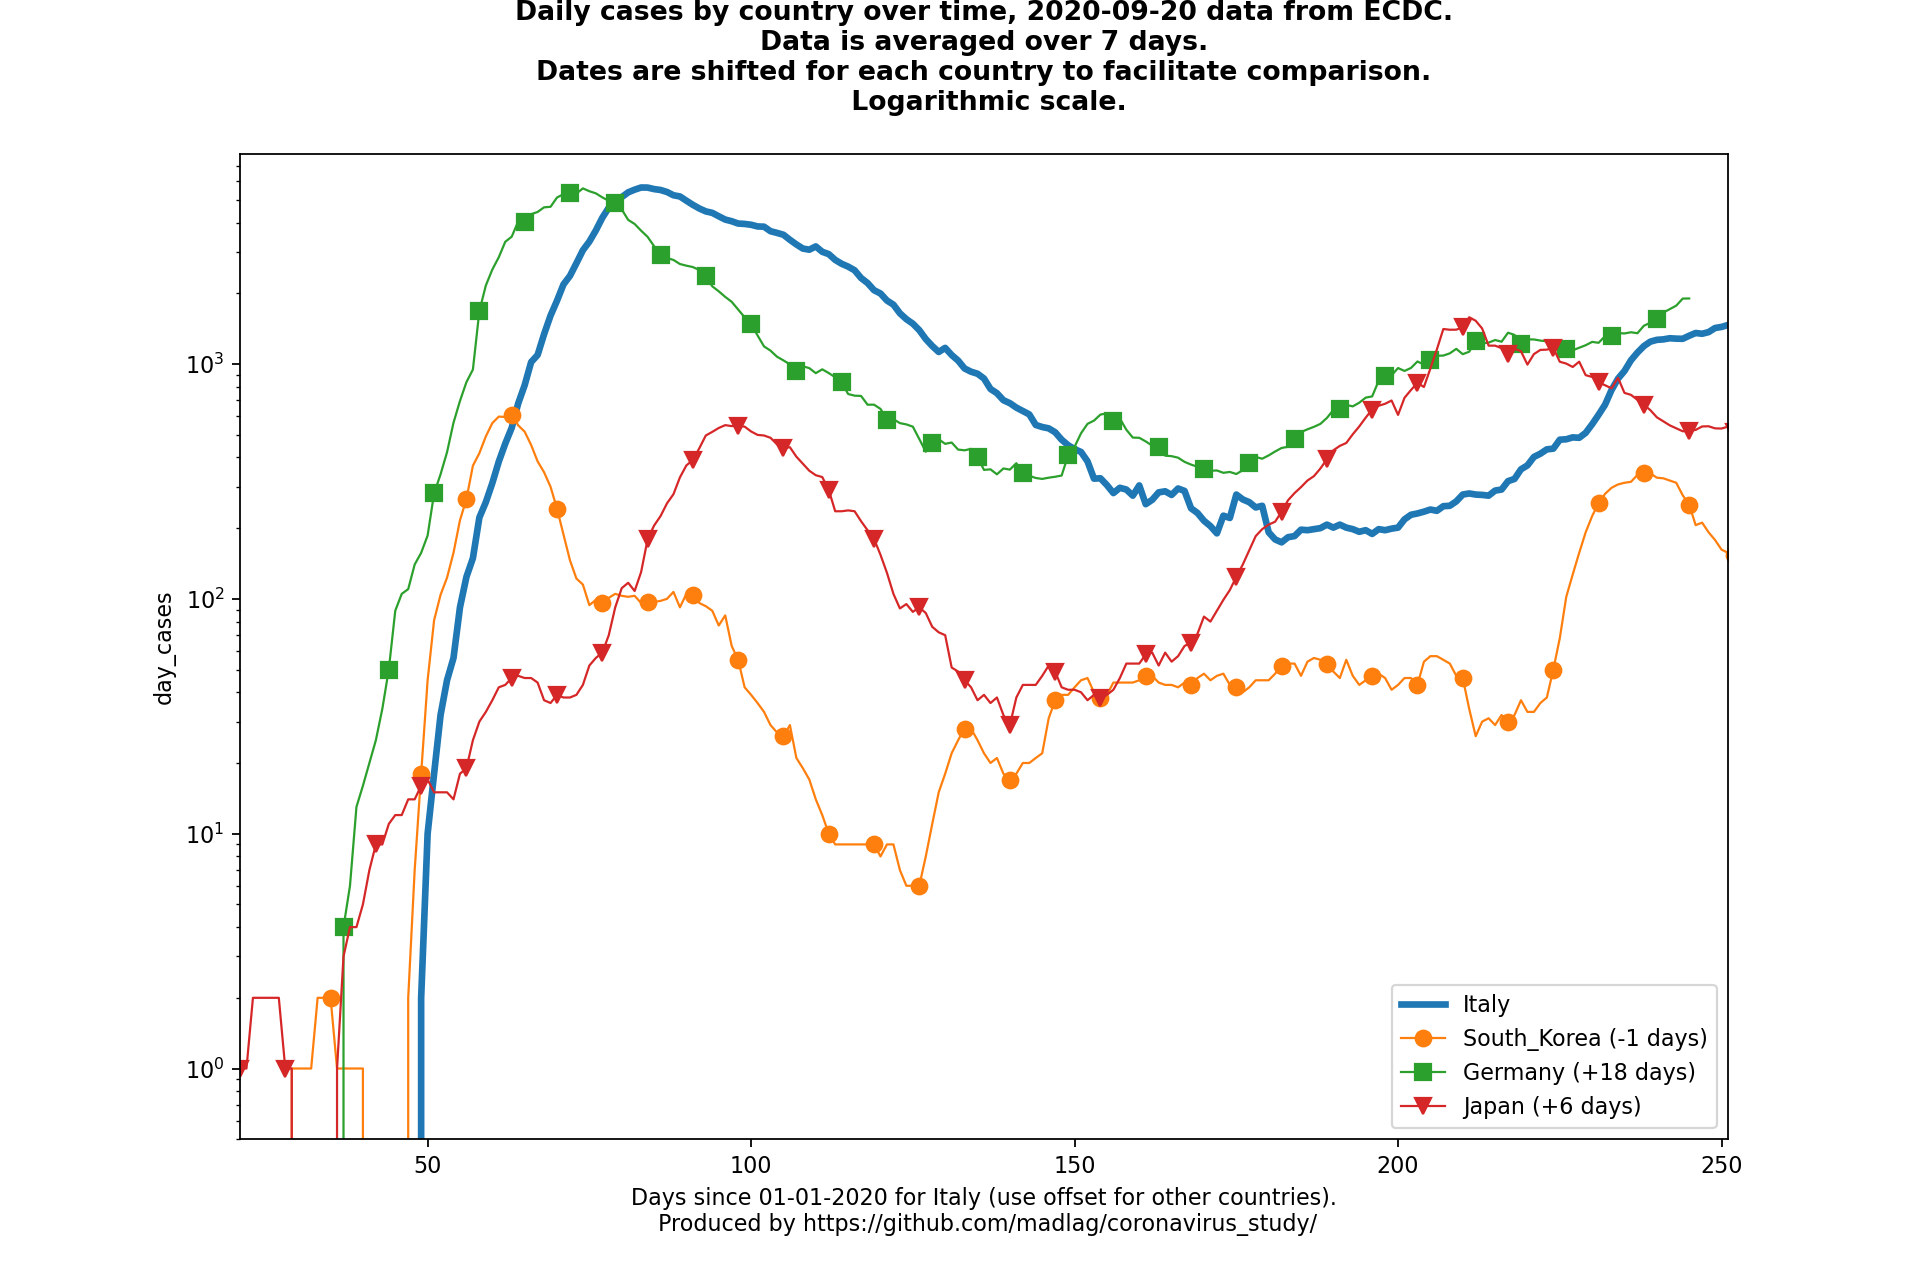 Daily cases by country over time, 2020-09-20 data from ECDC.
Data is averaged over 7 days.
Dates are shifted for each country to facilitate comparison.
Logarithmic scale.
day_cases
10³
10²
10¹
10⁰
50 100 150 200 250
Italy
South_Korea (-1 days)
Germany (+18 days)
Japan (+6 days)
Days since 01-01-2020 for Italy (use offset for other countries).
Produced by https://github.com/madlag/coronavirus_study/